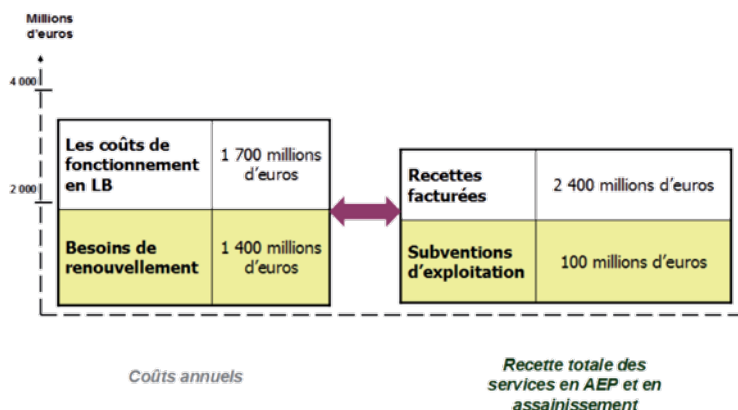 Millions
d'euros
4 000
2 000
Les coûts de
fonctionnement
en LB
1 700 millions
d'euros
Besoins de
renouvellement
1 400 millions
d'euros
Recettes
facturées
2 400 millions d'euros
Subventions
d'exploitation
100 millions d'euros
Coûts annuels
Recette totale des
services en AEP et en
assainissement